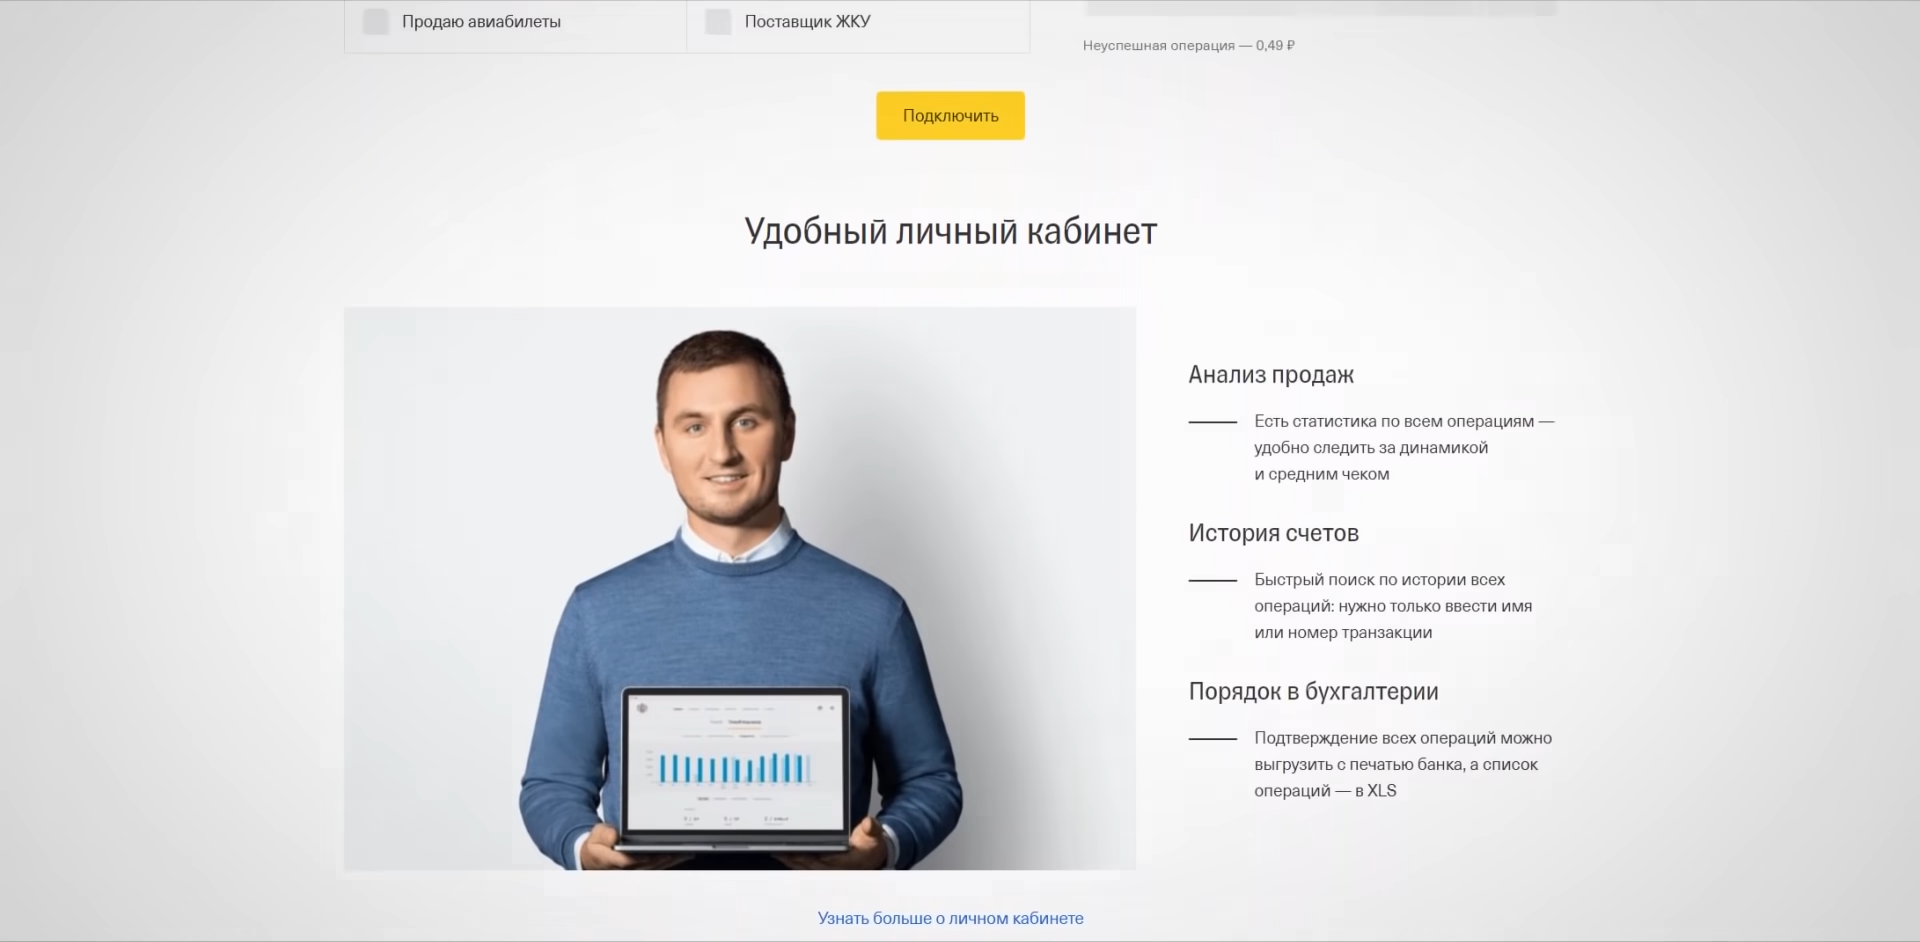 Продаю авиабилеты
Поставщик ЖКУ
Неуспешная операция — 0,49 ₽
Подключить
Удобный личный кабинет
Анализ продаж
Есть статистика по всем операциям —
удобно следить за динамикой
и средним чеком
История счетов
Быстрый поиск по истории всех
операций: нужно только ввести имя
или номер транзакции
Порядок в бухгалтерии
Подтверждение всех операций можно
выгрузить с печатью банка, а список
операций — в XLS
Узнать больше о личном кабинете